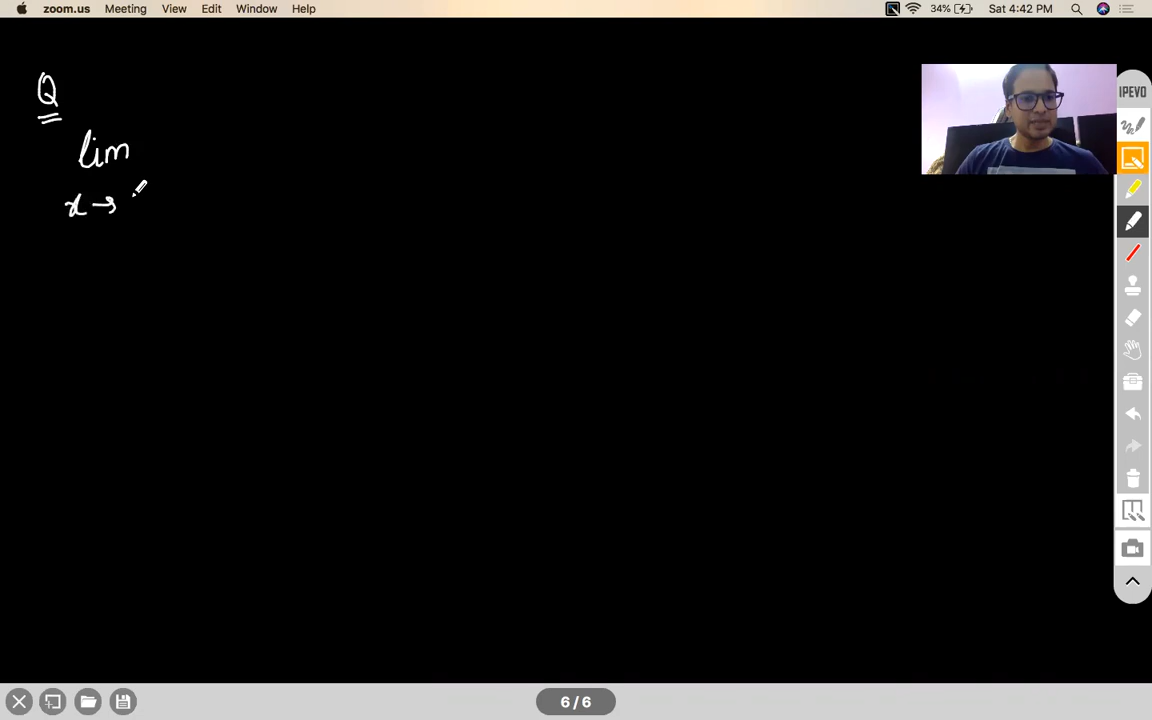 zoom.us Meeting View Edit Window Help 34% Sat 4:42 PM
Q
IPEVO
lim
x →
6 / 6